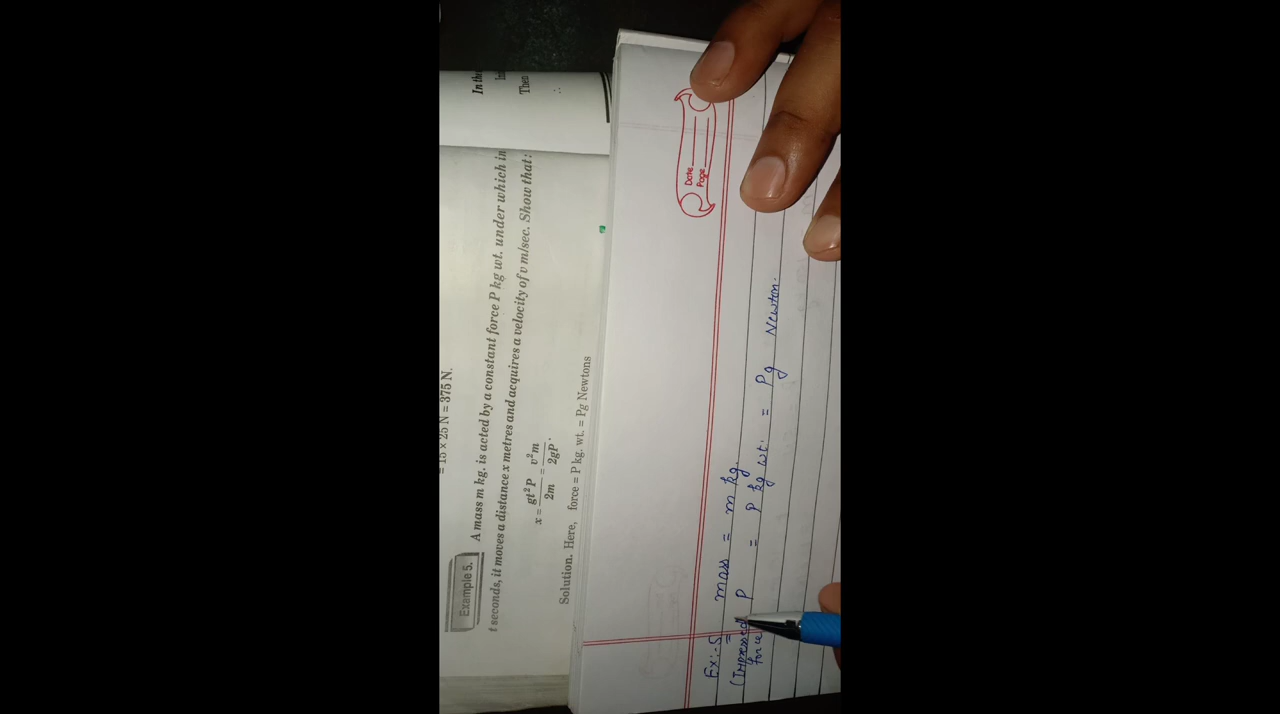 = 15 × 25 N = 375 N.
Example 5. A mass m kg. is acted by a constant force P kg wt. under which in
t seconds, it moves a distance x metres and acquires a velocity of v m/sec. Show that:
x = gt²P / 2m = v²m / 2gP .
Solution. Here, force = P kg. wt. = Pg Newtons
In the
Then
∴
Date
Page
Ex:-5 mass = m kg.
(Impressed P = P kg wt. = Pg Newton.
force